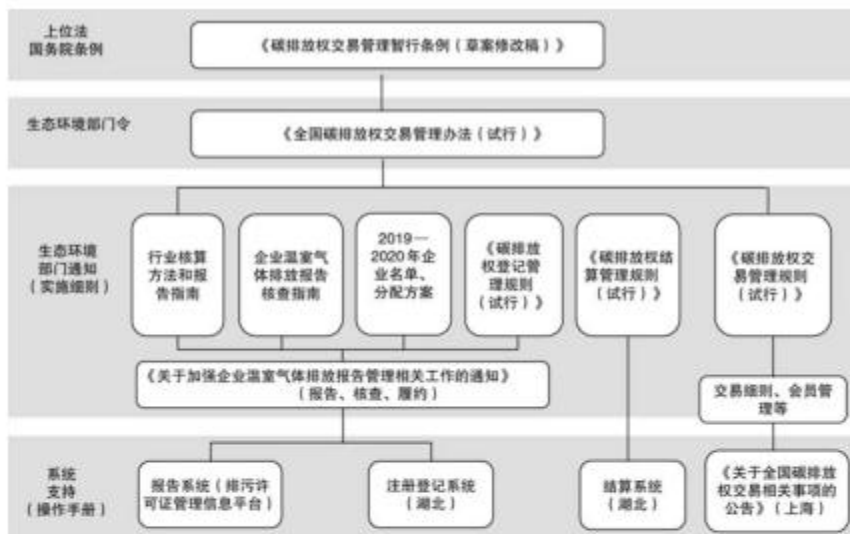 上位法
国务院条例
《碳排放权交易管理暂行条例（草案修改稿）》
生态环境部门令
《全国碳排放权交易管理办法（试行）》
生态环境
部门通知
（实施细则）
行业核算
方法和报
告指南
企业温室气
体排放报告
核查指南
2019—
2020年企
业名单、
分配方案
《碳排放
权登记管
理规则
（试行）》
《碳排放权结
算管理规则
（试行）》
《碳排放权交
易管理规则
（试行）》
《关于加强企业温室气体排放报告管理相关工作的通知》
（报告、核查、履约）
交易细则、会员管
理等
系统
支持
（操作手册）
报告系统（排污许
可证管理信息平台）
注册登记系统
（湖北）
结算系统
（湖北）
《关于全国碳排放
权交易相关事项的
公告》（上海）